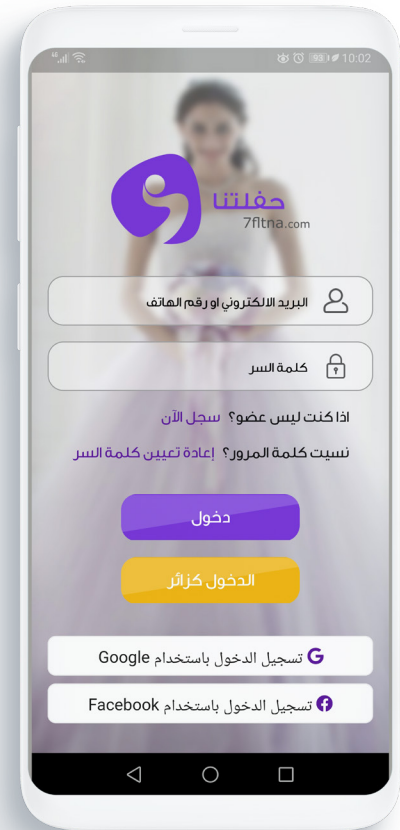 10:02
حفلتنا
7fltna.com
البريد الالكتروني او رقم الهاتف
كلمة السر
اذا كنت ليس عضو؟ سجل الآن
نسيت كلمة المرور؟ إعادة تعيين كلمة السر
دخول
الدخول كزائر
تسجيل الدخول باستخدام Google
تسجيل الدخول باستخدام Facebook